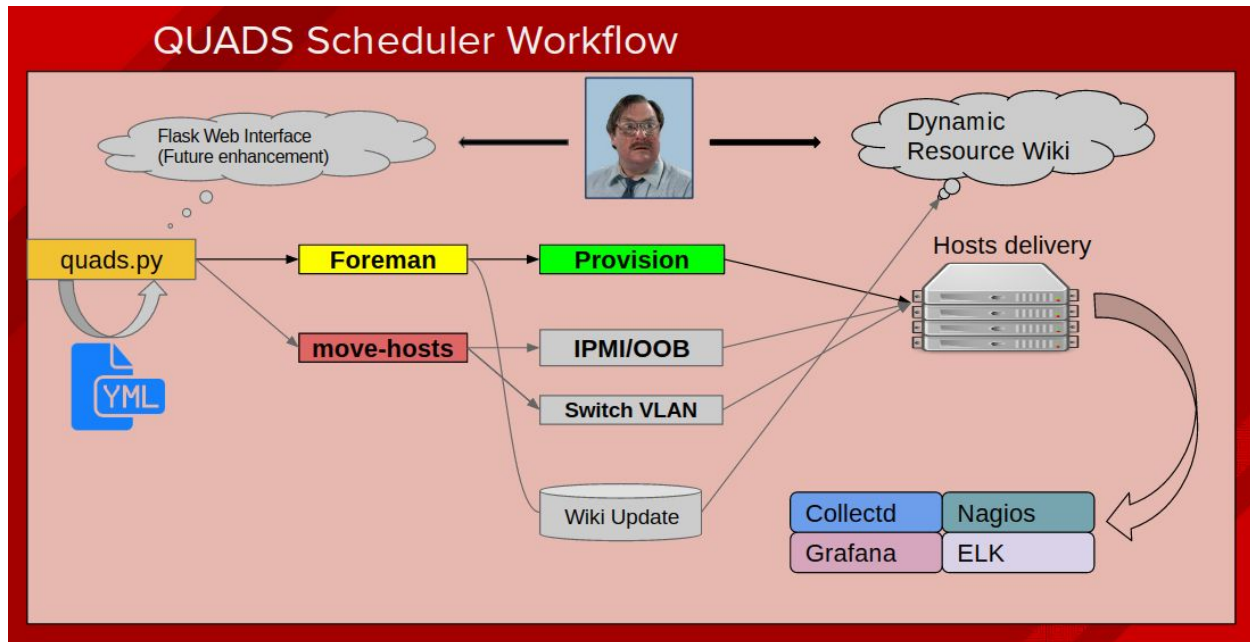 QUADS Scheduler Workflow
Flask Web Interface
(Future enhancement)
Dynamic
Resource Wiki
quads.py
Foreman
Provision
Hosts delivery
move-hosts
IPMI/OOB
YML
Switch VLAN
Wiki Update
Collectd
Nagios
Grafana
ELK